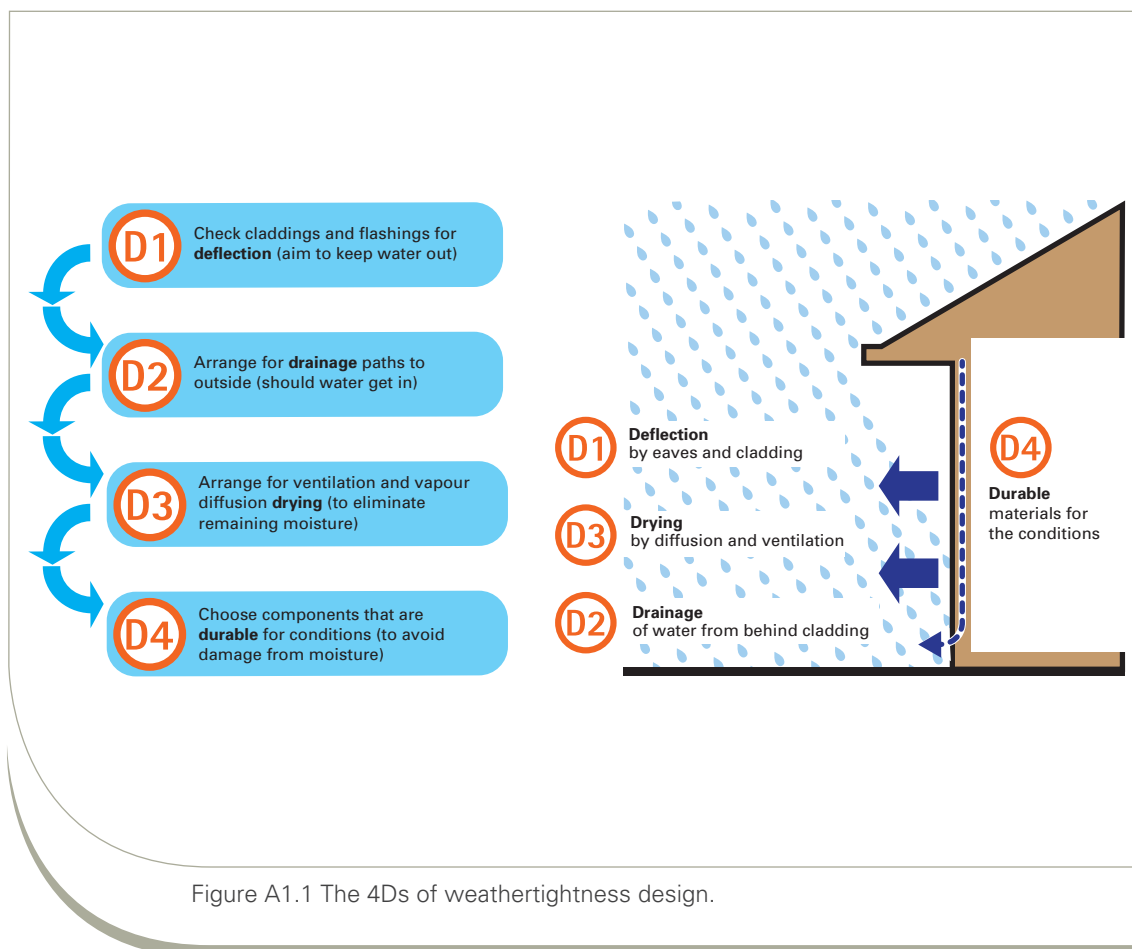 D1
Check claddings and flashings for
deflection (aim to keep water out)
D2
Arrange for drainage paths to
outside (should water get in)
D3
Arrange for ventilation and vapour
diffusion drying (to eliminate
remaining moisture)
D4
Choose components that are
durable for conditions (to avoid
damage from moisture)
D1
Deflection
by eaves and cladding
D3
Drying
by diffusion and ventilation
D2
Drainage
of water from behind cladding
D4
Durable
materials for
the conditions
Figure A1.1 The 4Ds of weathertightness design.